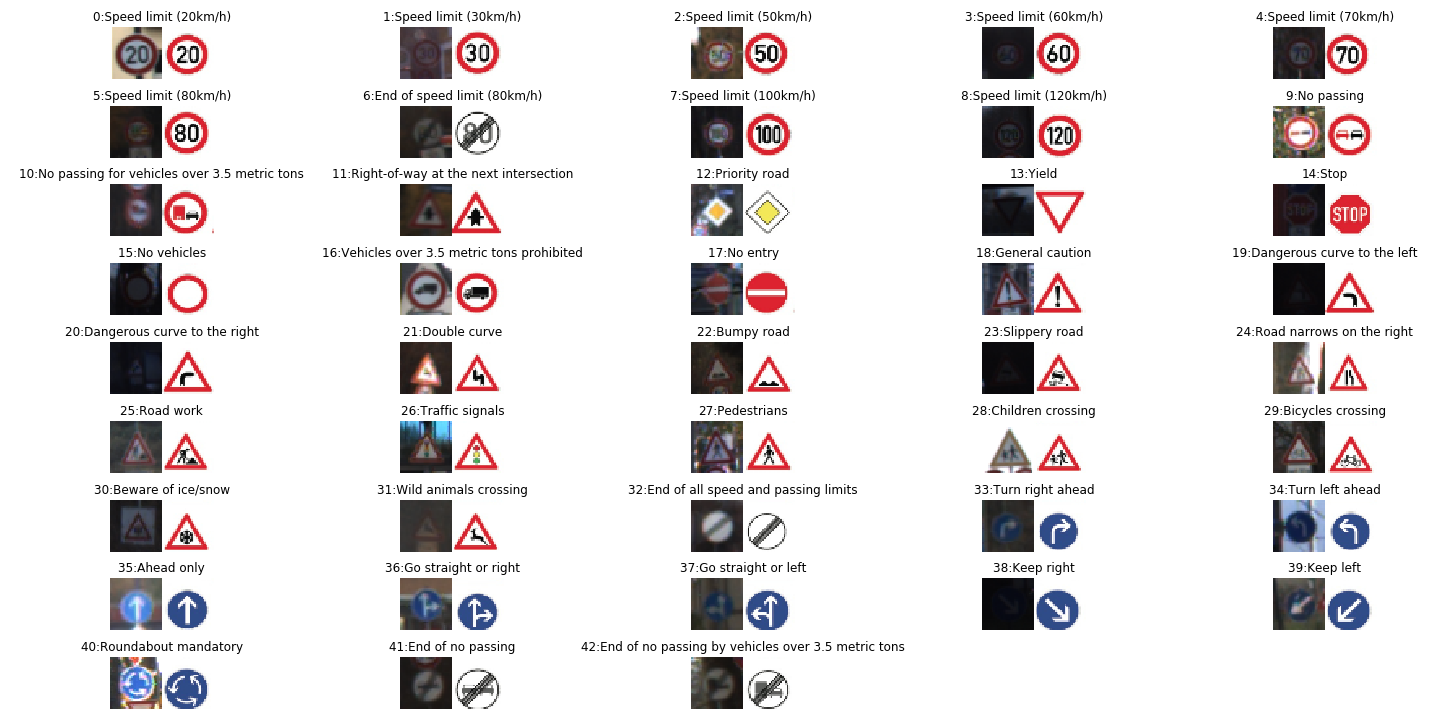 0:Speed limit (20km/h)
1:Speed limit (30km/h)
2:Speed limit (50km/h)
3:Speed limit (60km/h)
4:Speed limit (70km/h)
20 20
30 30
50 50
60 60
70 70
5:Speed limit (80km/h)
6:End of speed limit (80km/h)
7:Speed limit (100km/h)
8:Speed limit (120km/h)
9:No passing
80
80
100 100
120 120
10:No passing for vehicles over 3.5 metric tons
11:Right-of-way at the next intersection
12:Priority road
13:Yield
14:Stop
STOP STOP
15:No vehicles
16:Vehicles over 3.5 metric tons prohibited
17:No entry
18:General caution
19:Dangerous curve to the left
20:Dangerous curve to the right
21:Double curve
22:Bumpy road
23:Slippery road
24:Road narrows on the right
25:Road work
26:Traffic signals
27:Pedestrians
28:Children crossing
29:Bicycles crossing
30:Beware of ice/snow
31:Wild animals crossing
32:End of all speed and passing limits
33:Turn right ahead
34:Turn left ahead
35:Ahead only
36:Go straight or right
37:Go straight or left
38:Keep right
39:Keep left
40:Roundabout mandatory
41:End of no passing
42:End of no passing by vehicles over 3.5 metric tons